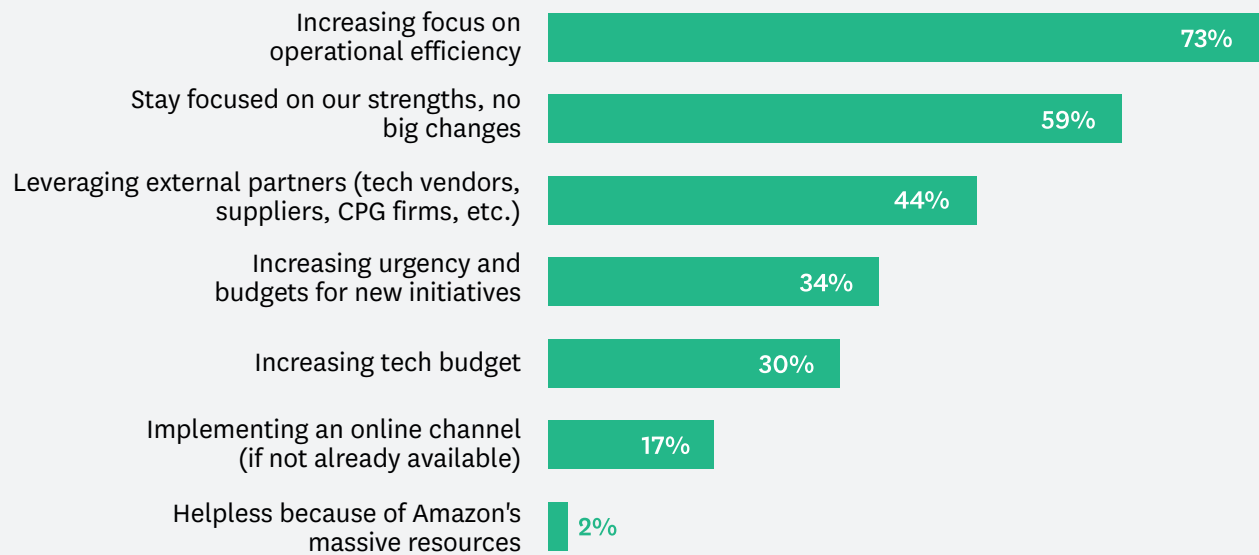 Increasing focus on
operational efficiency
73%
Stay focused on our strengths, no
big changes
59%
Leveraging external partners (tech vendors,
suppliers, CPG firms, etc.)
44%
Increasing urgency and
budgets for new initiatives
34%
Increasing tech budget
30%
Implementing an online channel
(if not already available)
17%
Helpless because of Amazon's
massive resources
2%